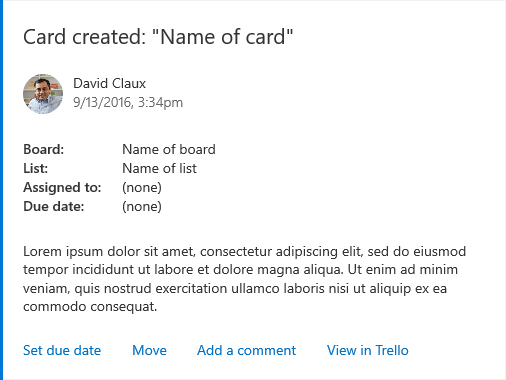 Card created: "Name of card"
David Claux
9/13/2016, 3:34pm
Board: Name of board
List: Name of list
Assigned to: (none)
Due date: (none)
Lorem ipsum dolor sit amet, consectetur adipiscing elit, sed do eiusmod
tempor incididunt ut labore et dolore magna aliqua. Ut enim ad minim
veniam, quis nostrud exercitation ullamco laboris nisi ut aliquip ex ea
commodo consequat.
Set due date Move Add a comment View in Trello